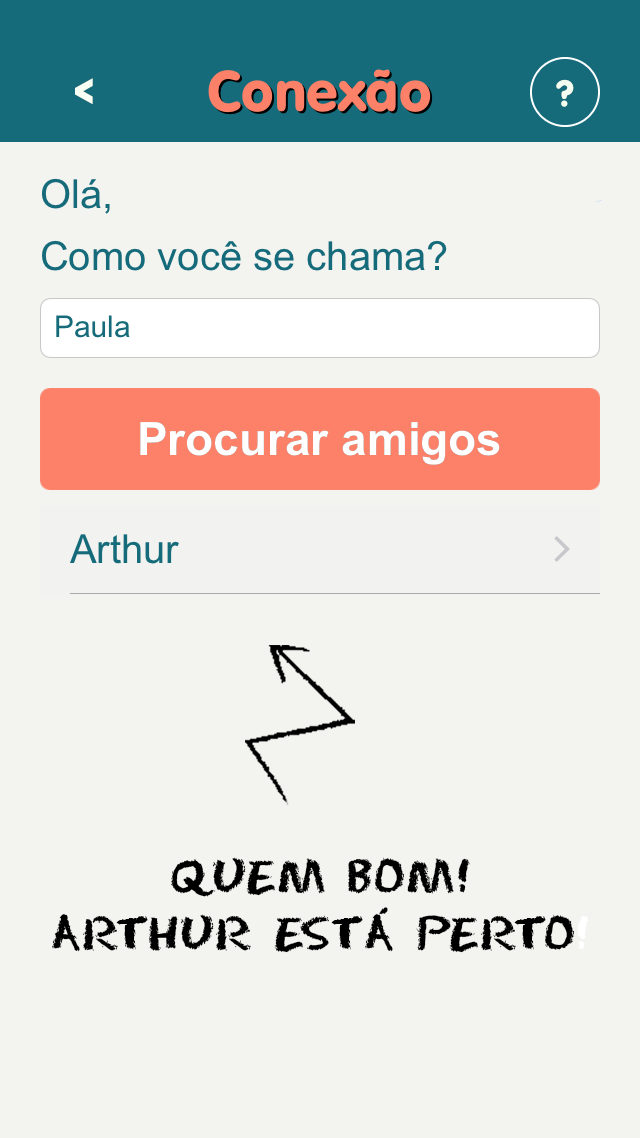 <
Conexão
?
Olá,
Como você se chama?
Paula
Procurar amigos
Arthur
QUEM BOM!
ARTHUR ESTÁ PERTO!